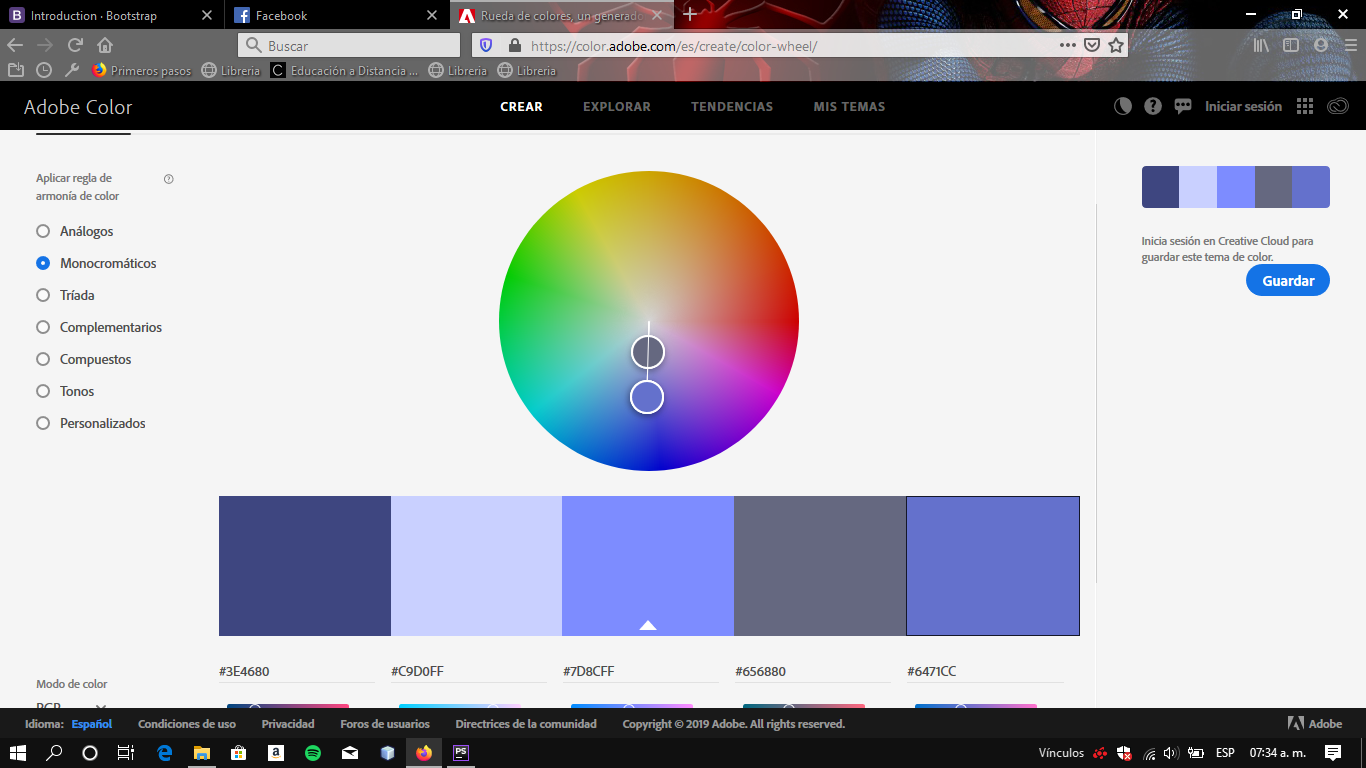 Introduction · Bootstrap
Facebook
Rueda de colores, un generado
Buscar
https://color.adobe.com/es/create/color-wheel/
Primeros pasos
Libreria
Educación a Distancia ...
Libreria
Libreria
Adobe Color
CREAR
EXPLORAR
TENDENCIAS
MIS TEMAS
Iniciar sesión
Aplicar regla de
armonía de color
Análogos
Monocromáticos
Tríada
Complementarios
Compuestos
Tonos
Personalizados
Inicia sesión en Creative Cloud para
guardar este tema de color.
Guardar
#3E4680
#C9D0FF
#7D8CFF
#656880
#6471CC
Modo de color
RGB
Idioma: Español
Condiciones de uso
Privacidad
Foros de usuarios
Directrices de la comunidad
Copyright © 2019 Adobe. All rights reserved.
Adobe
Vínculos
ESP
07:34 a. m.